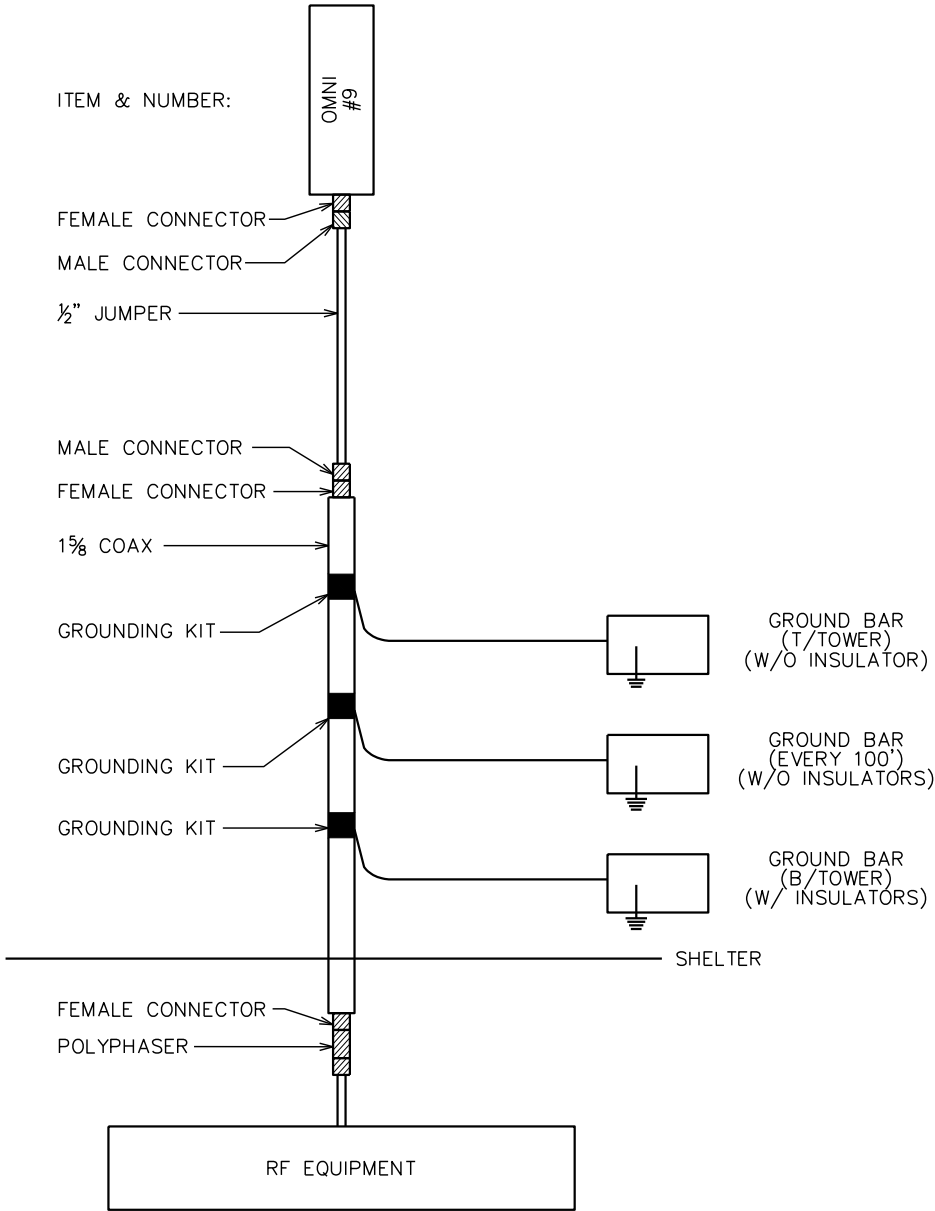 OMNI
#9
ITEM & NUMBER:
FEMALE CONNECTOR
MALE CONNECTOR
½" JUMPER
MALE CONNECTOR
FEMALE CONNECTOR
1⅝ COAX
GROUNDING KIT
GROUND BAR
(T/TOWER)
(W/O INSULATOR)
GROUNDING KIT
GROUND BAR
(EVERY 100')
(W/O INSULATORS)
GROUNDING KIT
GROUND BAR
(B/TOWER)
(W/ INSULATORS)
SHELTER
FEMALE CONNECTOR
POLYPHASER
RF EQUIPMENT